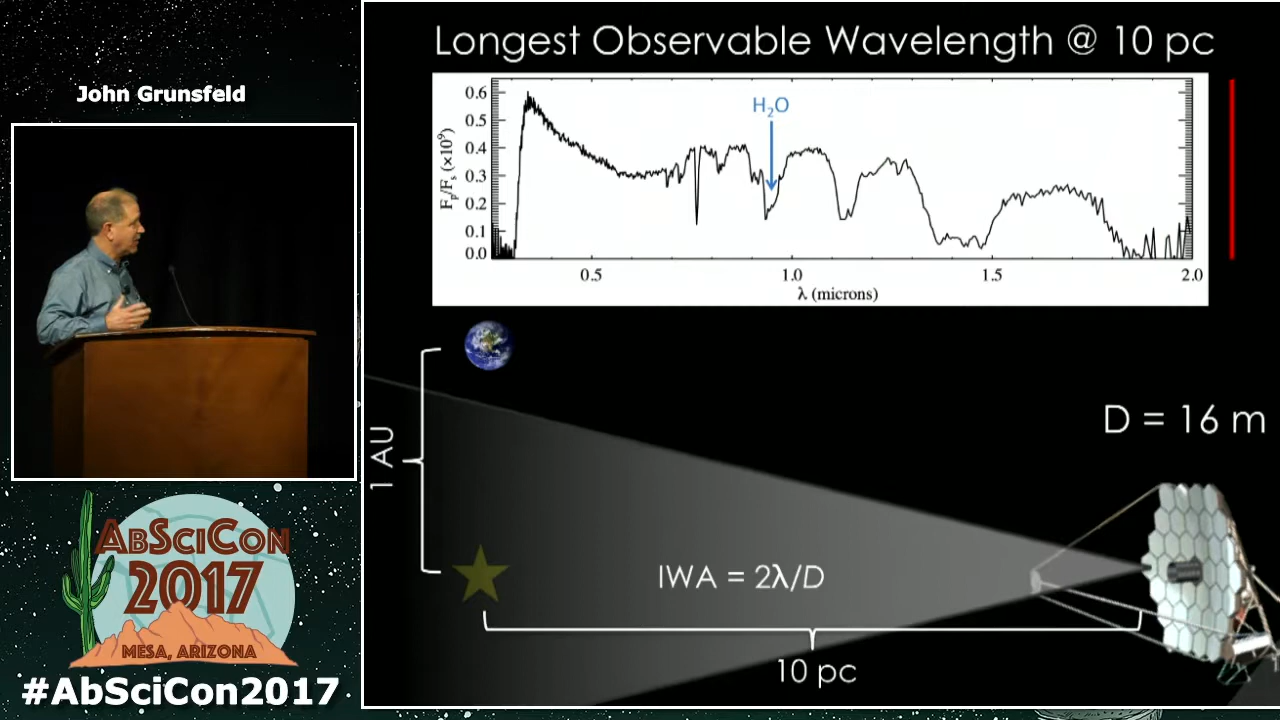 John Grunsfeld
Longest Observable Wavelength @ 10 pc
H₂O
Fp/Fs (×10⁹)
0.6
0.5
0.4
0.3
0.2
0.1
0.0
0.5
1.0
1.5
2.0
λ (microns)
1 AU
D = 16 m
IWA = 2λ/D
10 pc
AbSciCon
2017
MESA, ARIZONA
#AbSciCon2017